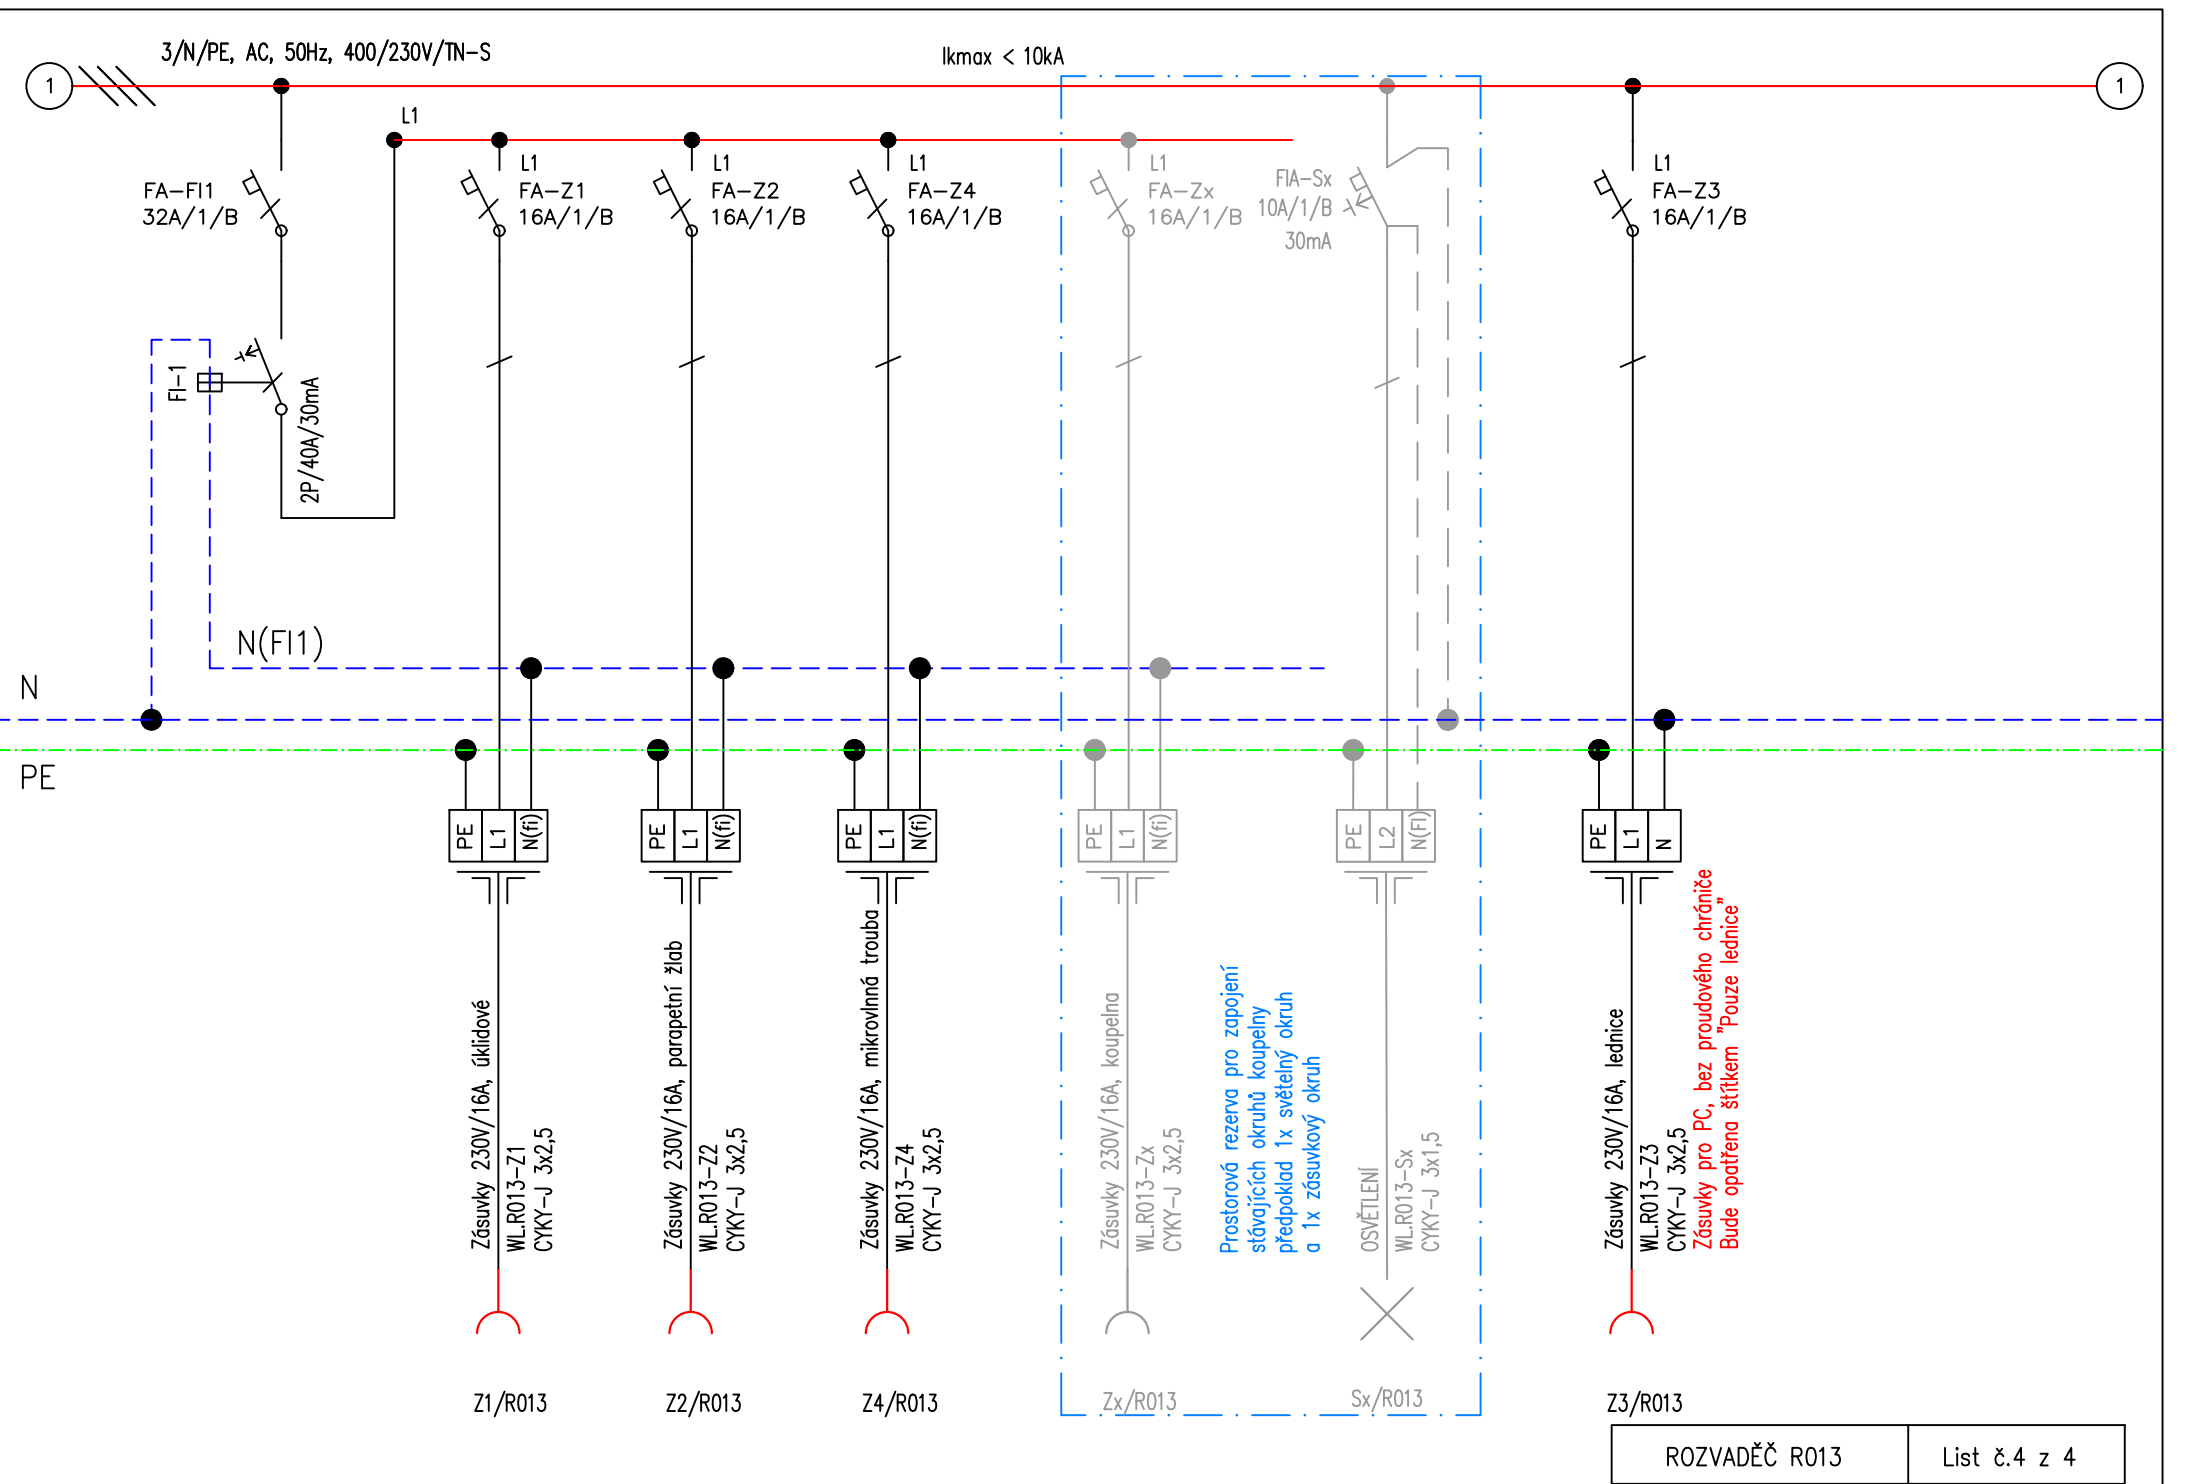 3/N/PE, AC, 50Hz, 400/230V/TN-S
Ikmax < 10kA
1
1
L1
FA-FI1
32A/1/B
L1
FA-Z1
16A/1/B
L1
FA-Z2
16A/1/B
L1
FA-Z4
16A/1/B
L1
FA-Zx
16A/1/B
FIA-Sx
10A/1/B
30mA
L1
FA-Z3
16A/1/B
FI-1
2P/40A/30mA
N(FI1)
N
PE
PE
L1
N(fi)
PE
L1
N(fi)
PE
L1
N(fi)
PE
L1
N(fi)
PE
L2
N(FI)
PE
L1
N
Zásuvky 230V/16A, úklidové
WL.R013-Z1
CYKY-J 3x2,5
Zásuvky 230V/16A, parapetní žlab
WL.R013-Z2
CYKY-J 3x2,5
Zásuvky 230V/16A, mikrovlnná trouba
WL.R013-Z4
CYKY-J 3x2,5
Zásuvky 230V/16A, koupelna
WL.R013-Zx
CYKY-J 3x2,5
Prostorová rezerva pro zapojení
stávajících okruhů koupelny
předpoklad 1x světelný okruh
a 1x zásuvkový okruh
OSVĚTLENÍ
WL.R013-Sx
CYKY-J 3x1,5
Zásuvky 230V/16A, lednice
WL.R013-Z3
CYKY-J 3x2,5
Zásuvky pro PC, bez proudového chrániče
Bude opatřena štítkem "Pouze lednice"
Z1/R013
Z2/R013
Z4/R013
Zx/R013
Sx/R013
Z3/R013
ROZVADĚČ R013
List č.4 z 4